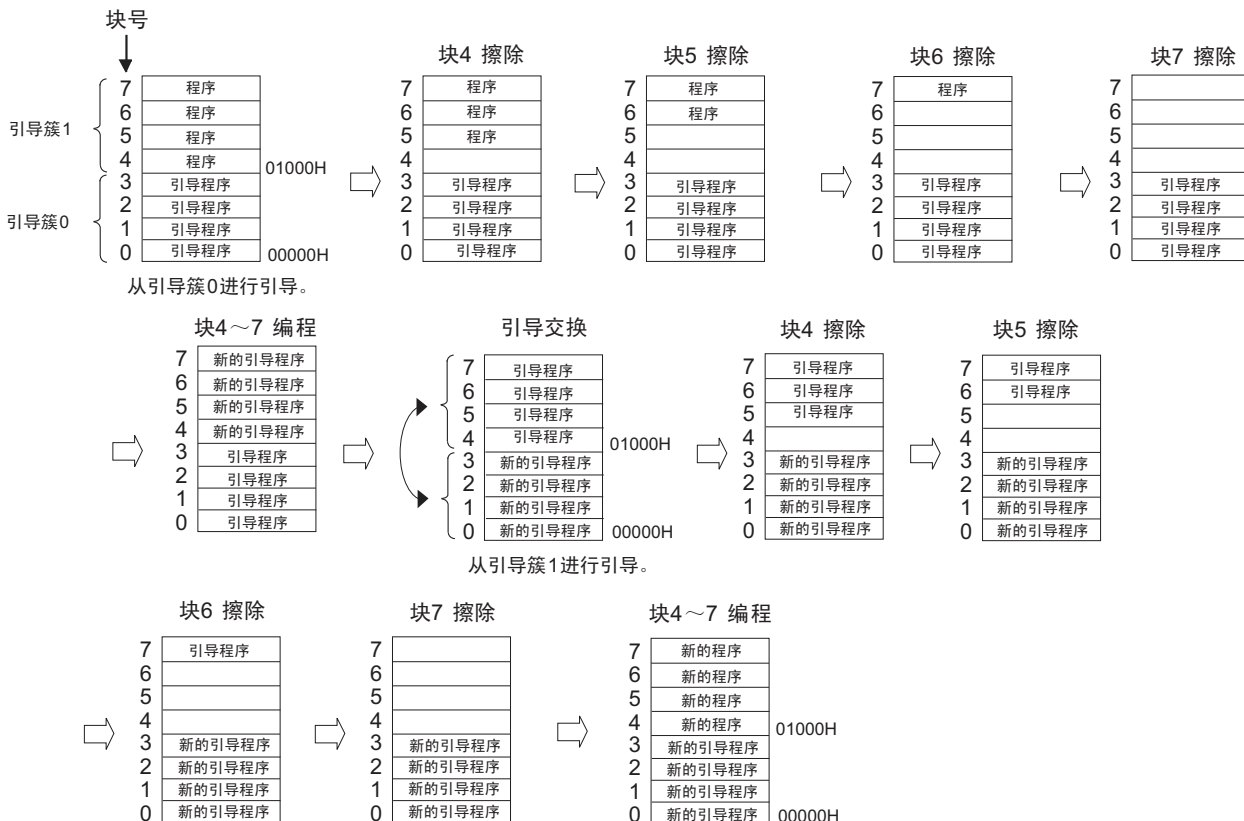 块号
引导簇1
引导簇0
7 程序
6 程序
5 程序
4 程序
01000H
3 引导程序
2 引导程序
1 引导程序
0 引导程序
00000H
从引导簇0进行引导。
块4 擦除
7 程序
6 程序
5 程序
4
3 引导程序
2 引导程序
1 引导程序
0 引导程序
块5 擦除
7 程序
6 程序
5
4
3 引导程序
2 引导程序
1 引导程序
0 引导程序
块6 擦除
7 程序
6
5
4
3 引导程序
2 引导程序
1 引导程序
0 引导程序
块7 擦除
7
6
5
4
3 引导程序
2 引导程序
1 引导程序
0 引导程序
块4～7 编程
7 新的引导程序
6 新的引导程序
5 新的引导程序
4 新的引导程序
3 引导程序
2 引导程序
1 引导程序
0 引导程序
引导交换
7 引导程序
6 引导程序
5 引导程序
4 引导程序
01000H
3 新的引导程序
2 新的引导程序
1 新的引导程序
0 新的引导程序
00000H
从引导簇1进行引导。
块4 擦除
7 引导程序
6 引导程序
5 引导程序
4
3 新的引导程序
2 新的引导程序
1 新的引导程序
0 新的引导程序
块5 擦除
7 引导程序
6 引导程序
5
4
3 新的引导程序
2 新的引导程序
1 新的引导程序
0 新的引导程序
块6 擦除
7 引导程序
6
5
4
3 新的引导程序
2 新的引导程序
1 新的引导程序
0 新的引导程序
块7 擦除
7
6
5
4
3 新的引导程序
2 新的引导程序
1 新的引导程序
0 新的引导程序
块4～7 编程
7 新的程序
6 新的程序
5 新的程序
4 新的程序
01000H
3 新的引导程序
2 新的引导程序
1 新的引导程序
0 新的引导程序
00000H